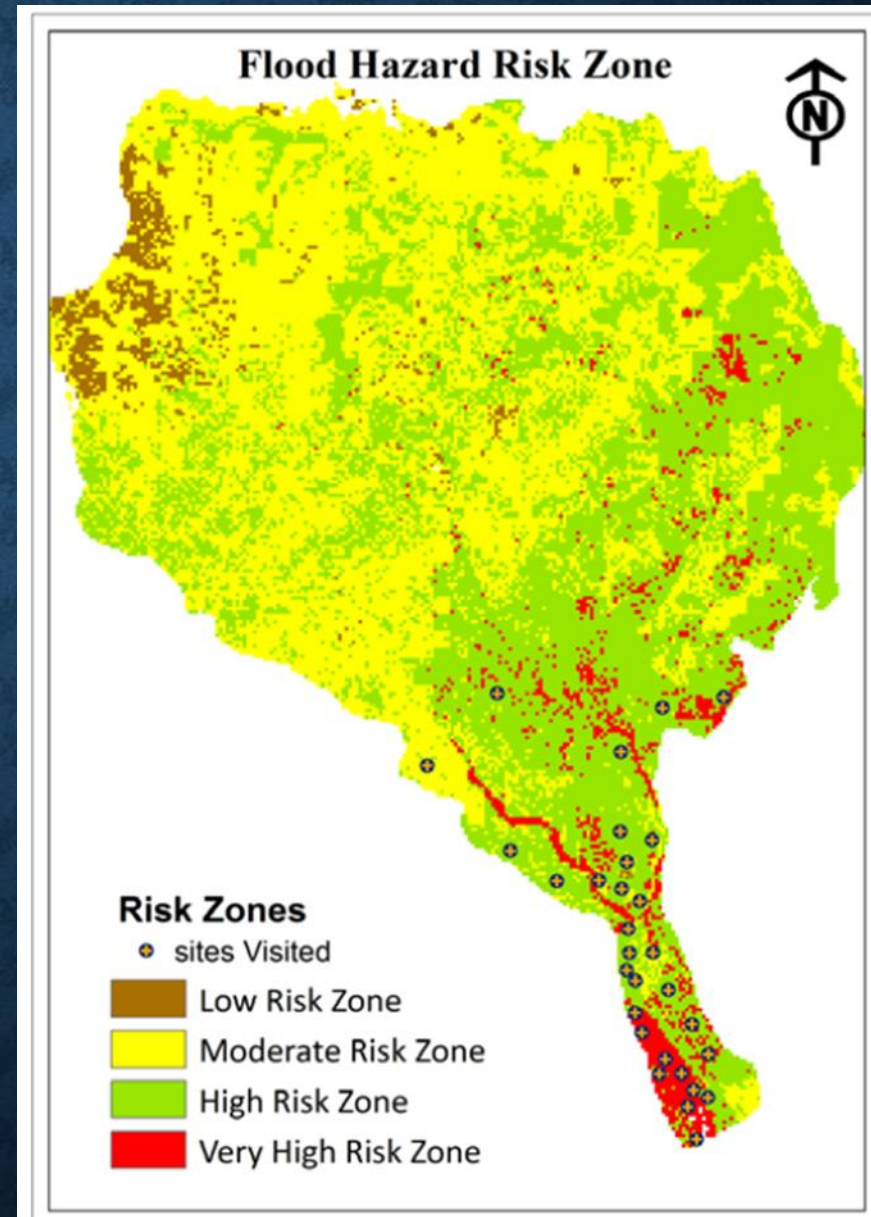 Flood Hazard Risk Zone
N
Risk Zones
sites Visited
Low Risk Zone
Moderate Risk Zone
High Risk Zone
Very High Risk Zone